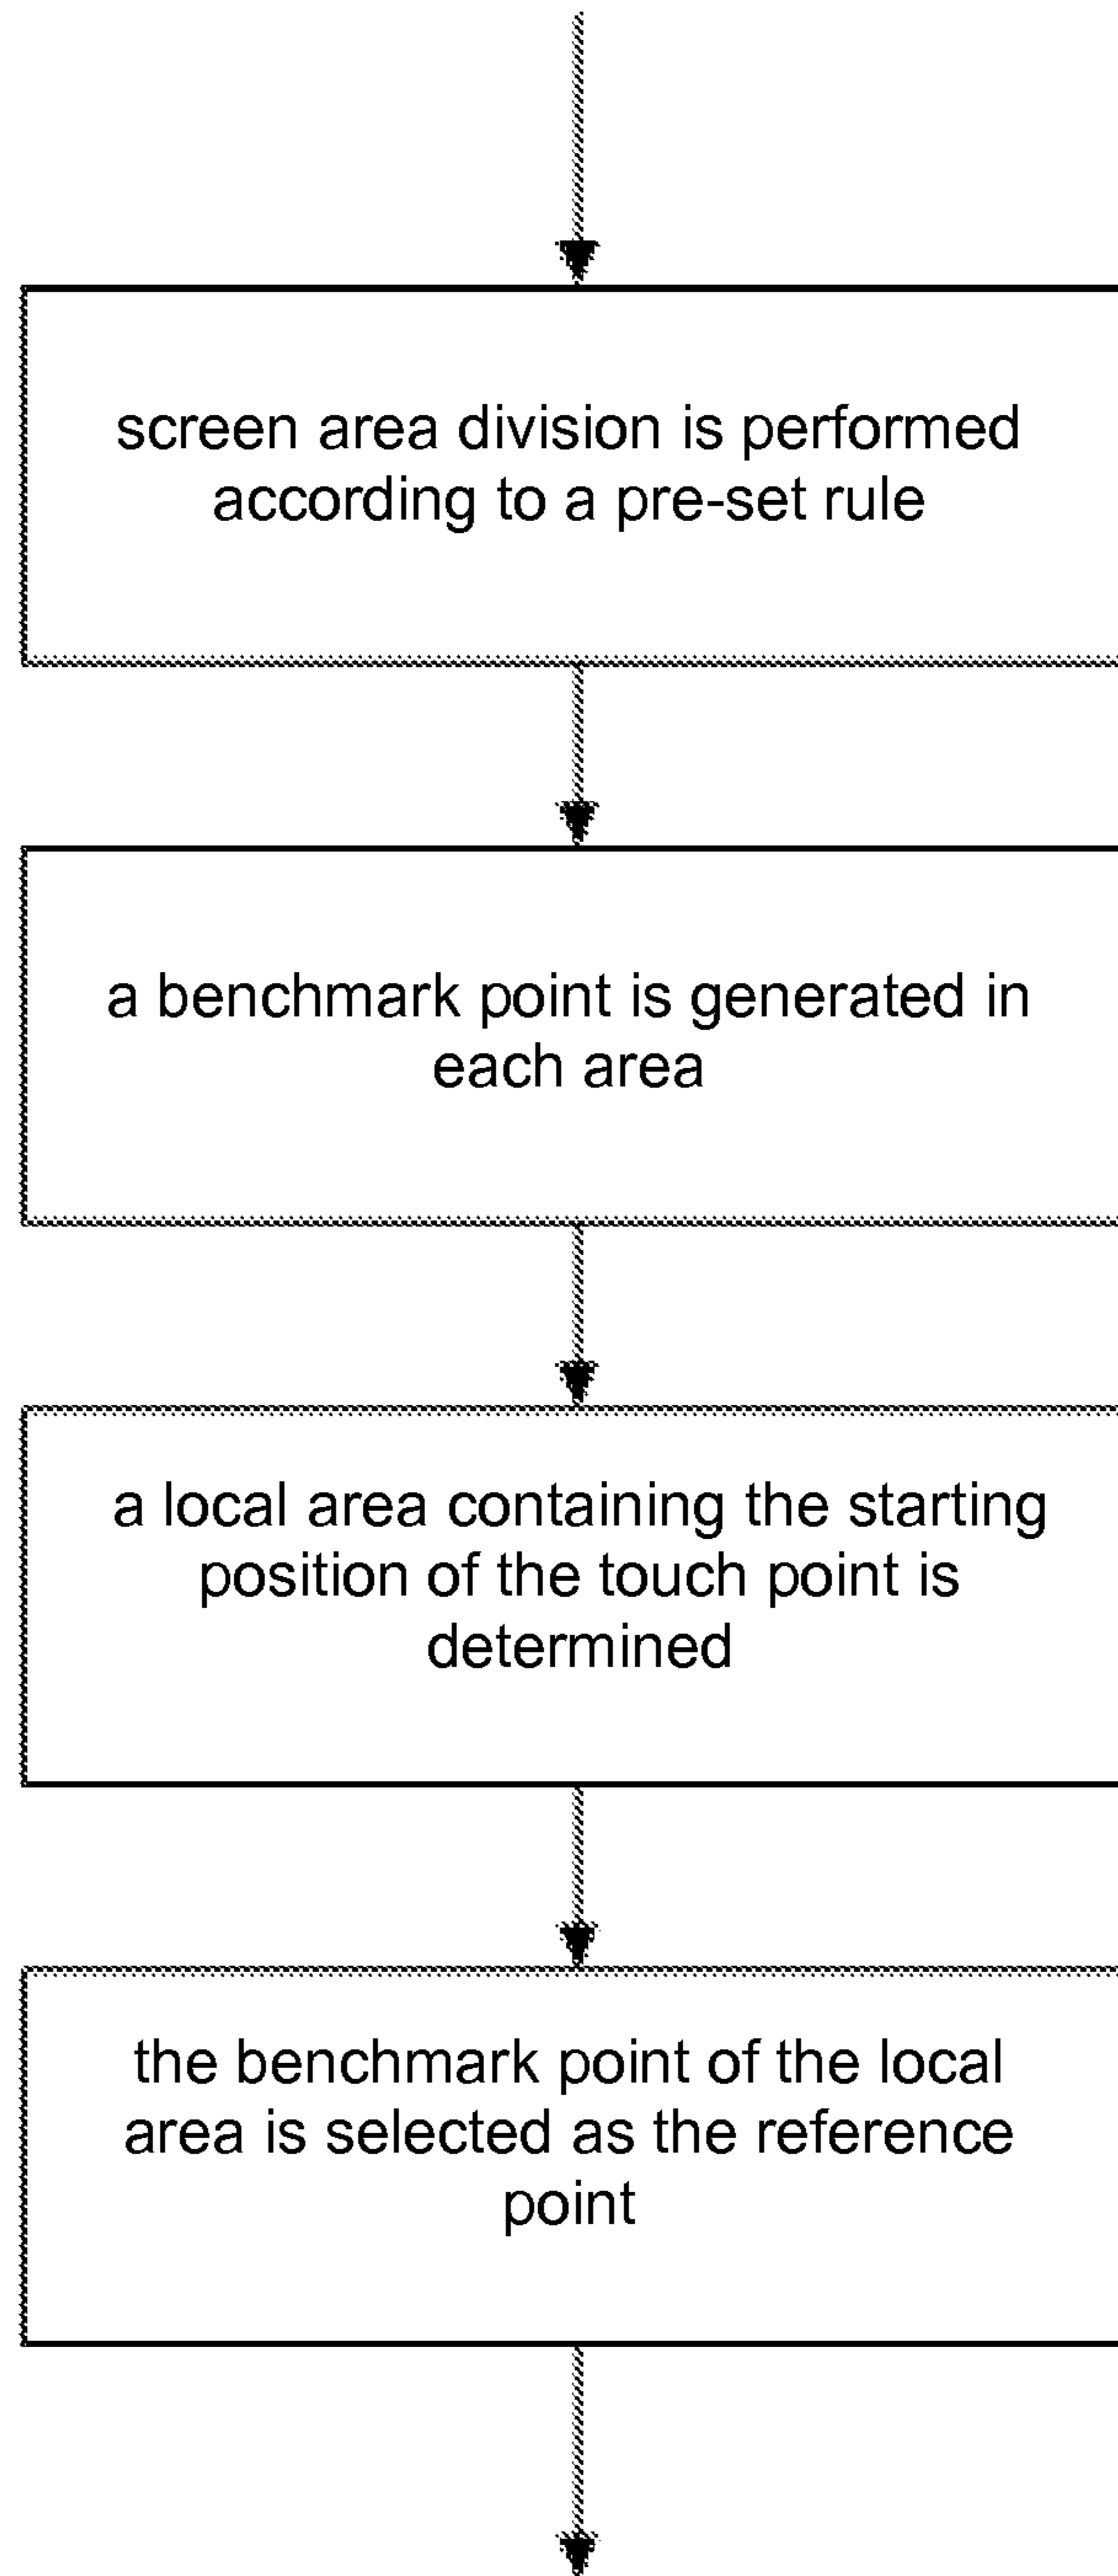 screen area division is performed
according to a pre-set rule
a benchmark point is generated in
each area
a local area containing the starting
position of the touch point is
determined
the benchmark point of the local
area is selected as the reference
point